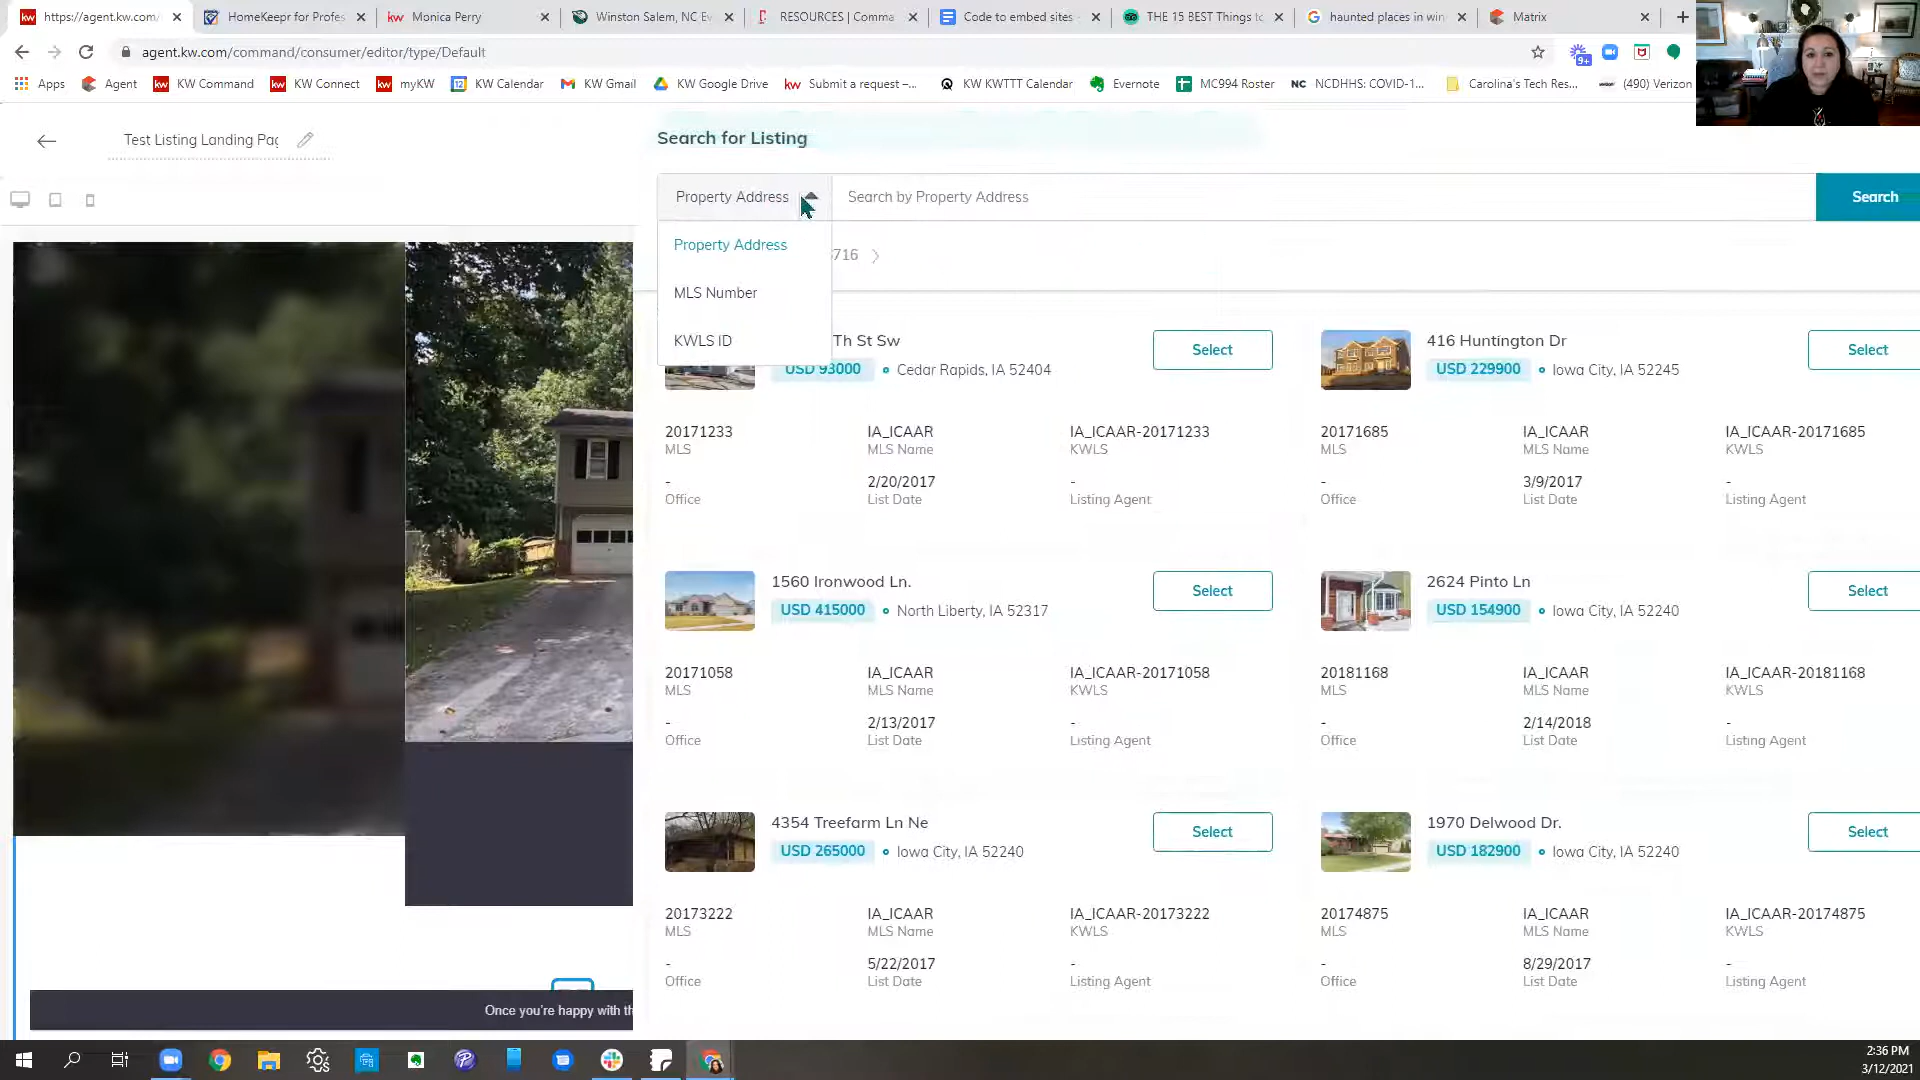 https://agent.kw.com/
HomeKeepr for Profes
Monica Perry
Winston Salem, NC Ev
RESOURCES | Comma
Code to embed sites -
THE 15 BEST Things to
haunted places in win
Matrix
agent.kw.com/command/consumer/editor/type/Default
9+
Apps
Agent
KW Command
KW Connect
myKW
KW Calendar
KW Gmail
KW Google Drive
Submit a request –...
KW KWTTT Calendar
Evernote
MC994 Roster
NCDHHS: COVID-1...
Carolina's Tech Res...
(490) Verizon
Test Listing Landing Pag
Search for Listing
Property Address
Search by Property Address
Search
Property Address
MLS Number
KWLS ID
716
Th St Sw
USD 93000
Cedar Rapids, IA 52404
Select
20171233
MLS
IA_ICAAR
MLS Name
IA_ICAAR-20171233
KWLS
-
Office
2/20/2017
List Date
-
Listing Agent
416 Huntington Dr
USD 229900
Iowa City, IA 52245
Select
20171685
MLS
IA_ICAAR
MLS Name
IA_ICAAR-20171685
KWLS
-
Office
3/9/2017
List Date
-
Listing Agent
1560 Ironwood Ln.
USD 415000
North Liberty, IA 52317
Select
20171058
MLS
IA_ICAAR
MLS Name
IA_ICAAR-20171058
KWLS
-
Office
2/13/2017
List Date
-
Listing Agent
2624 Pinto Ln
USD 154900
Iowa City, IA 52240
Select
20181168
MLS
IA_ICAAR
MLS Name
IA_ICAAR-20181168
KWLS
-
Office
2/14/2018
List Date
-
Listing Agent
4354 Treefarm Ln Ne
USD 265000
Iowa City, IA 52240
Select
20173222
MLS
IA_ICAAR
MLS Name
IA_ICAAR-20173222
KWLS
-
Office
5/22/2017
List Date
-
Listing Agent
1970 Delwood Dr.
USD 182900
Iowa City, IA 52240
Select
20174875
MLS
IA_ICAAR
MLS Name
IA_ICAAR-20174875
KWLS
-
Office
8/29/2017
List Date
-
Listing Agent
Once you're happy with th
2:36 PM
3/12/2021